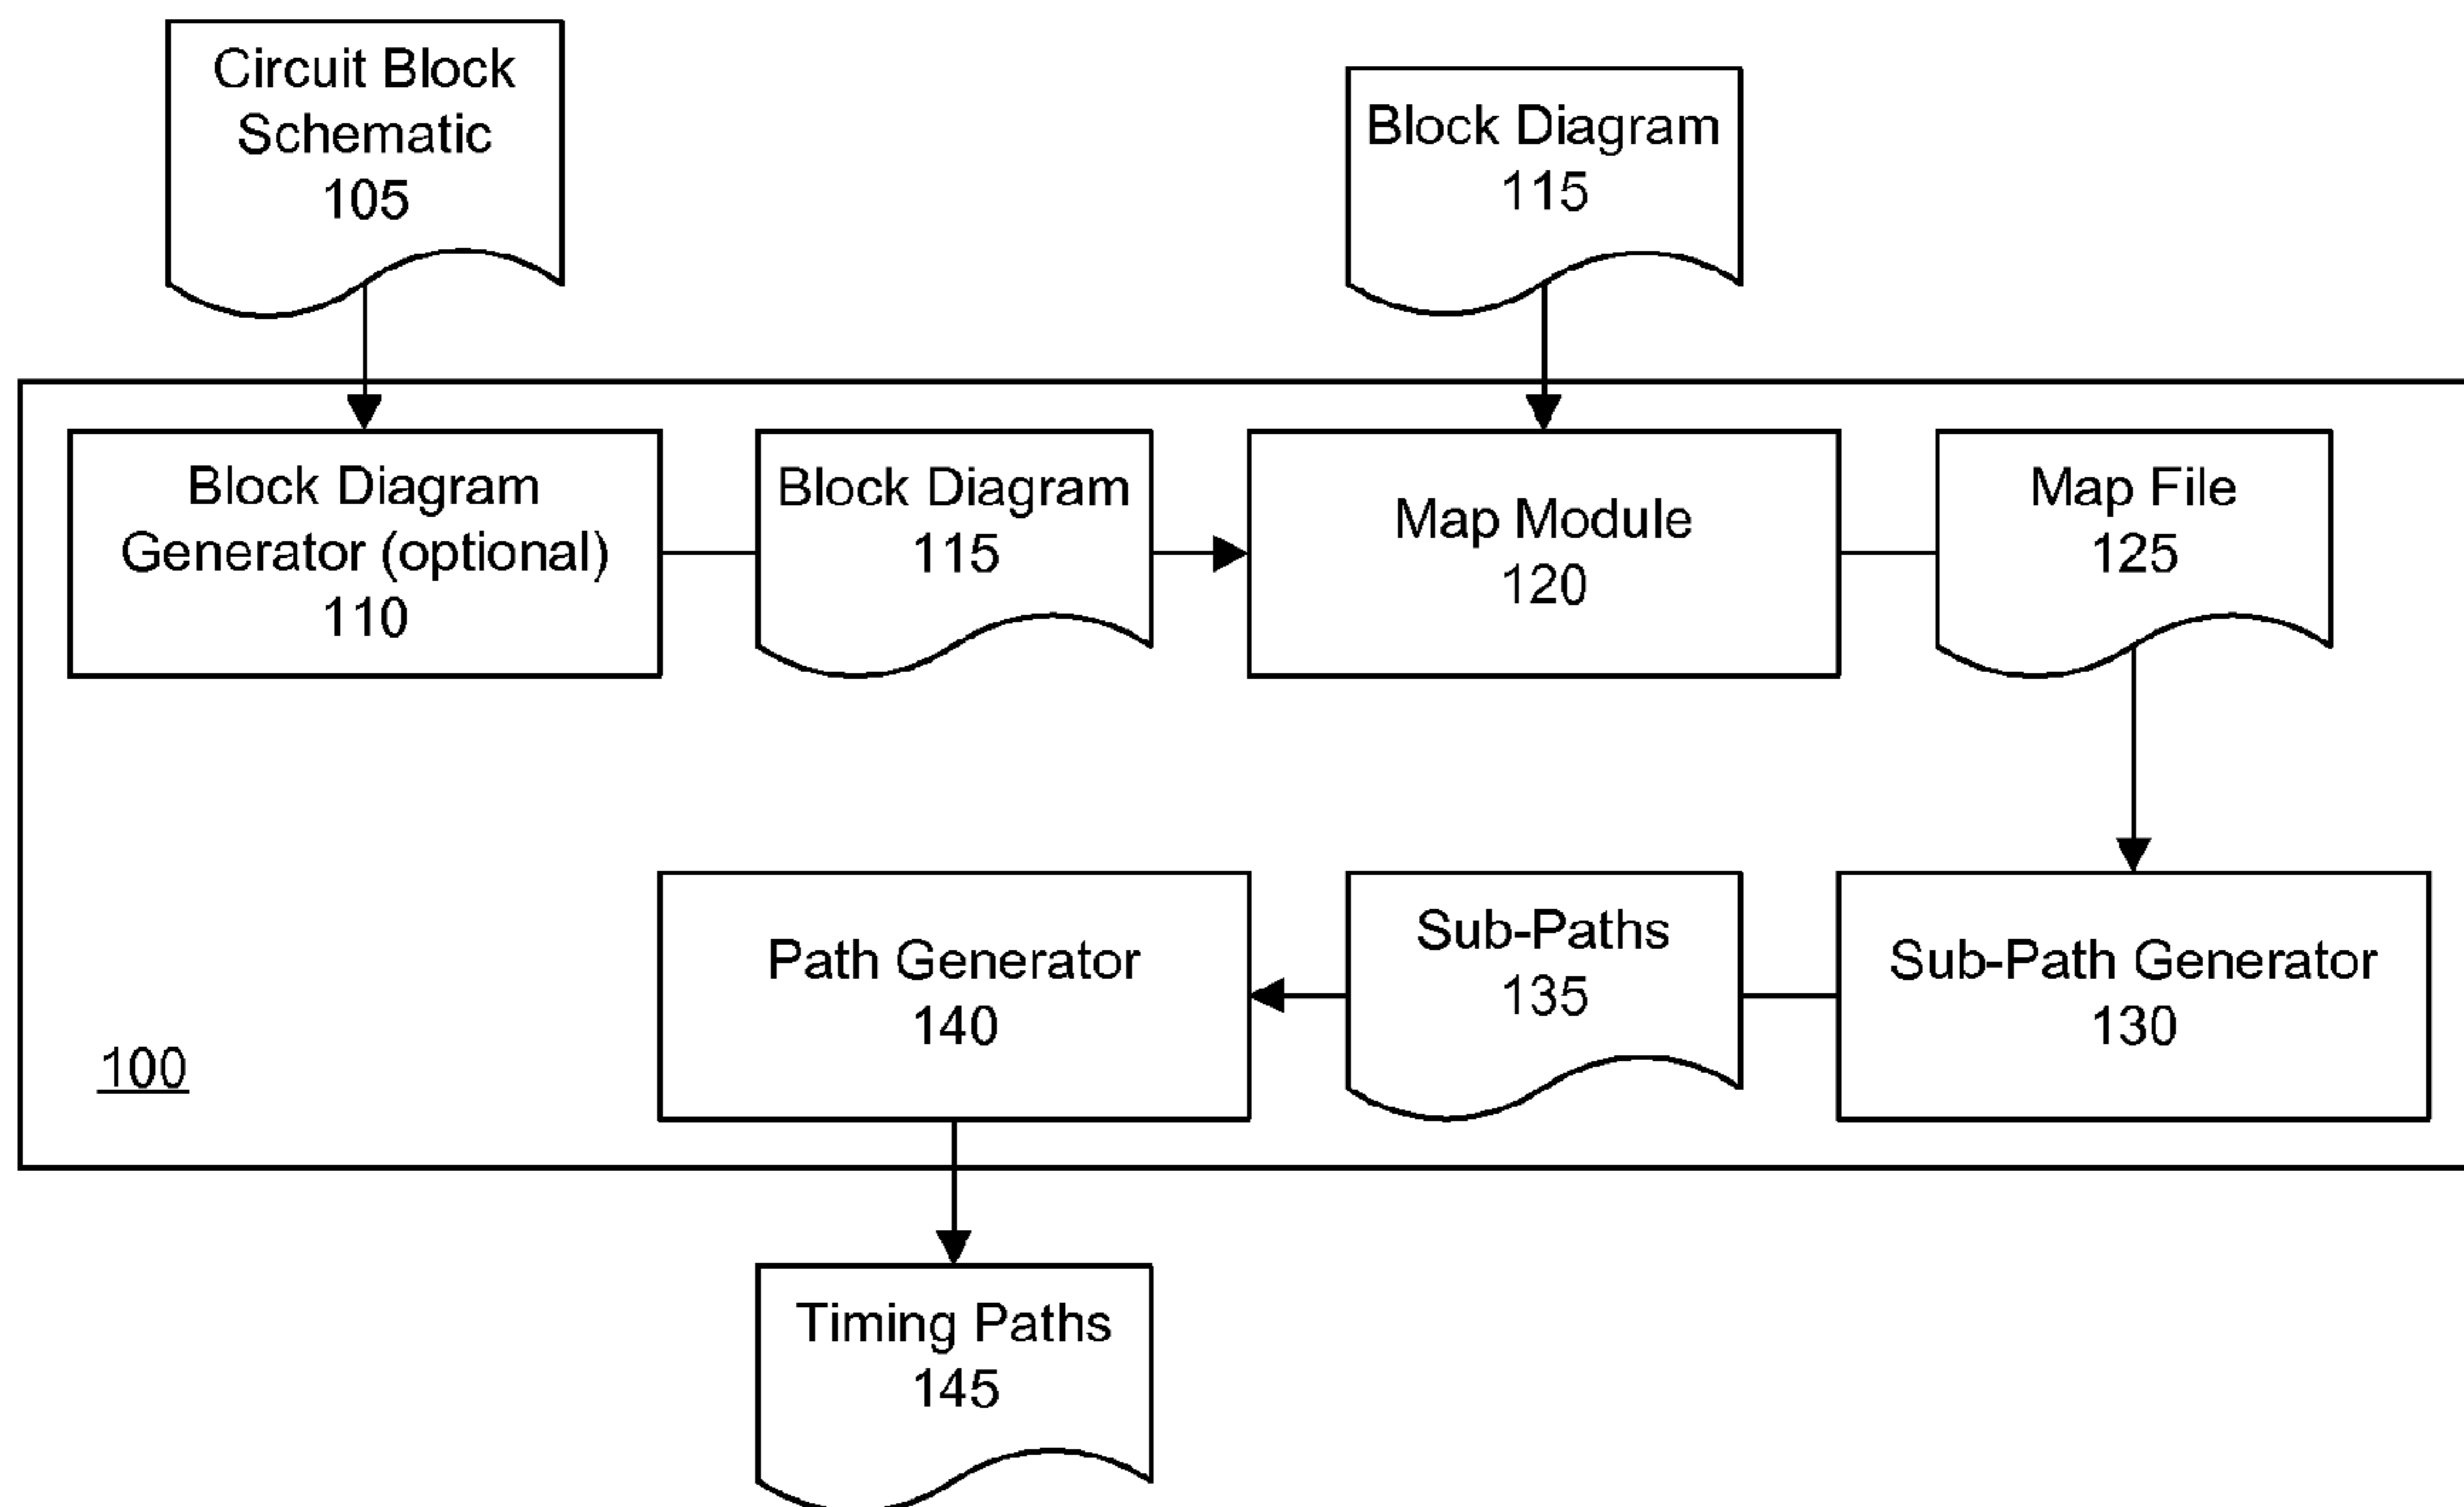 Circuit Block
Schematic
105
Block Diagram
115
Block Diagram
Generator (optional)
110
Block Diagram
115
Map Module
120
Map File
125
Path Generator
140
Sub-Paths
135
Sub-Path Generator
130
100
Timing Paths
145